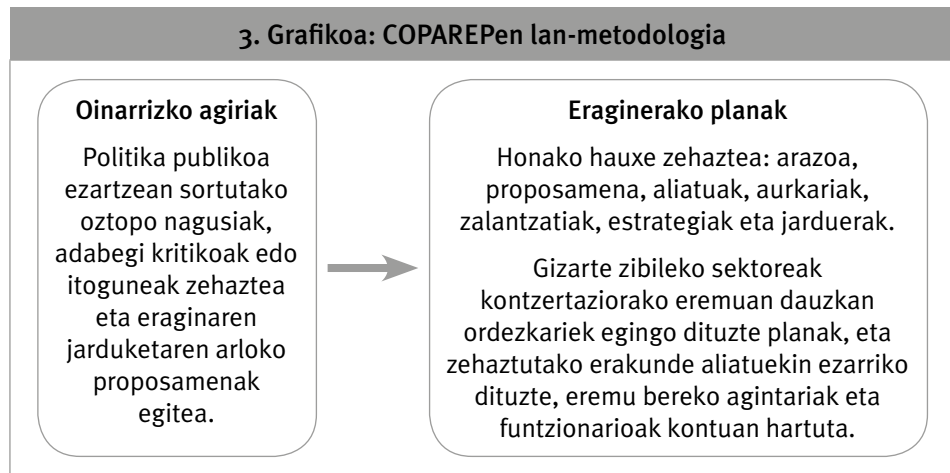 3. Grafikoa: COPAREPen lan-metodologia
Oinarrizko agiriak
Politika publikoa
ezartzean sortutako
oztopo nagusiak,
adabegi kritikoak edo
itoguneak zehaztea
eta eraginaren
jarduketaren arloko
proposamenak
egitea.
Eraginerako planak
Honako hauxe zehaztea: arazoa,
proposamena, aliatuak, aurkariak,
zalantzatiak, estrategiak eta jarduerak.
Gizarte zibileko sektoreak
kontzertaziorako eremuan dauzkan
ordezkariek egingo dituzte planak, eta
zehaztutako erakunde aliatuekin ezarriko
dituzte, eremu bereko agintariak eta
funtzionarioak kontuan hartuta.